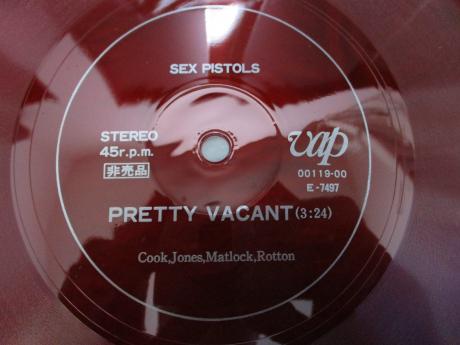 SEX PISTOLS
STEREO
45r.p.m.
非売品
vap
00119-00
E-7497
PRETTY VACANT(3:24)
Cook,Jones,Matlock,Rotton